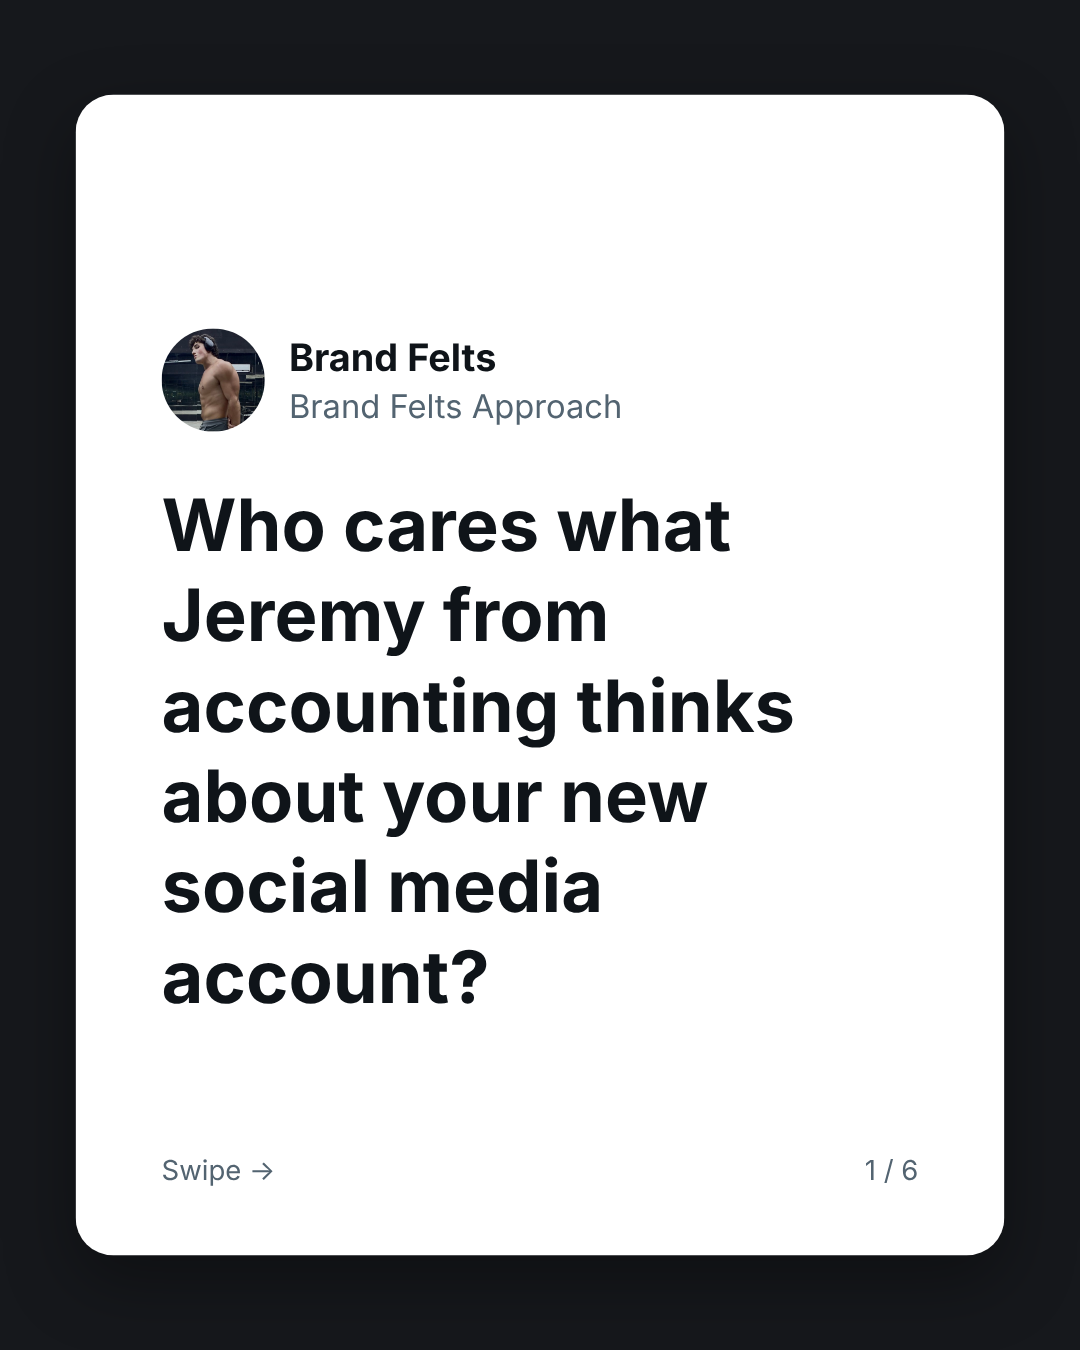 Brand Felts
Brand Felts Approach
Who cares what
Jeremy from
accounting thinks
about your new
social media
account?
Swipe →
1 / 6